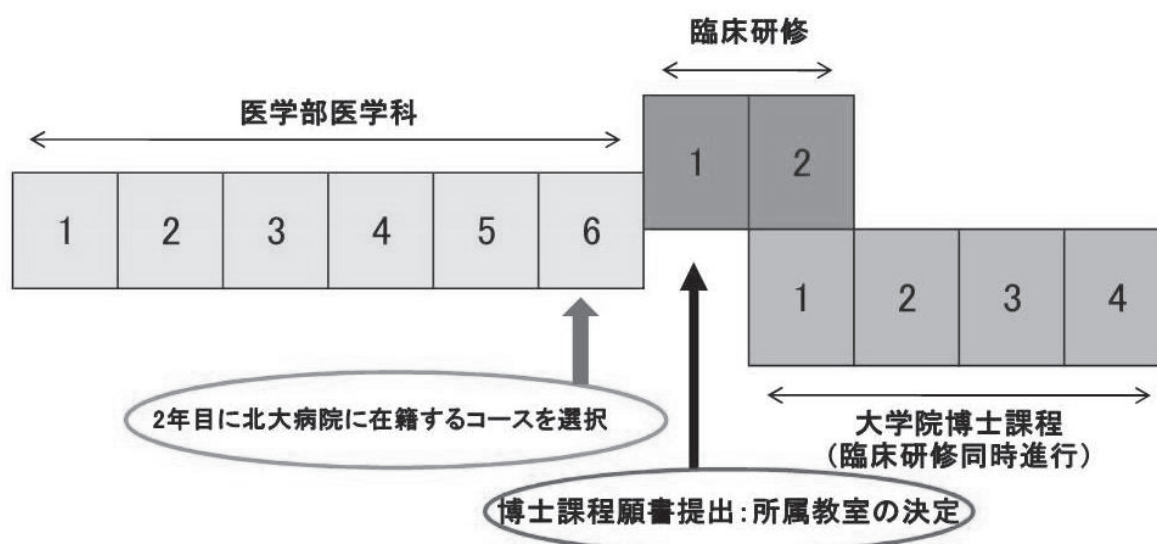 臨床研修
医学部医学科
1 2
1 2 3 4 5 6
1 2 3 4
2年目に北大病院に在籍するコースを選択
大学院博士課程
(臨床研修同時進行)
博士課程願書提出:所属教室の決定